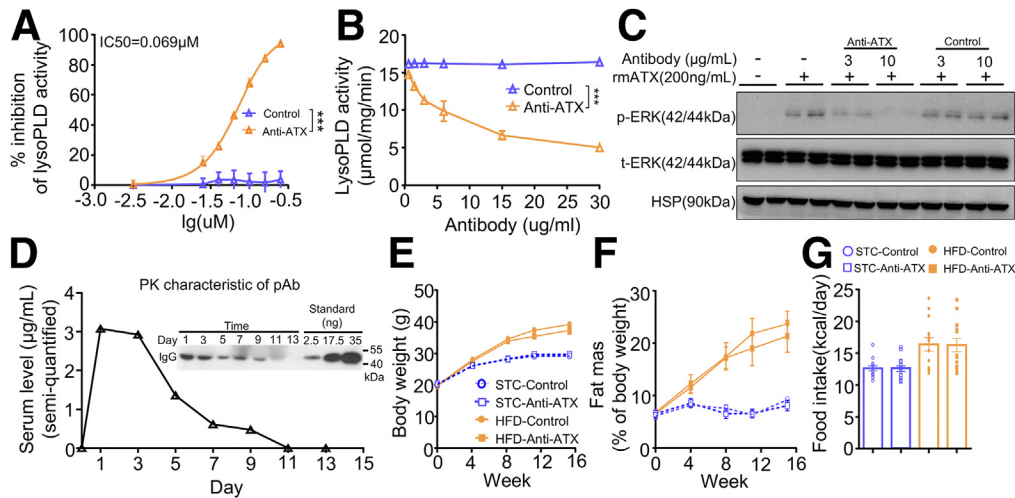 A
IC50=0.069µM
% inhibition
of lysoPLD activity
100
80
60
40
20
0
-3.0 -2.5 -2.0 -1.5 -1.0 -0.5
lg(uM)
Control
Anti-ATX
***
B
LysoPLD activity
(µmol/mg/min)
20
15
10
5
0
0 5 10 15 20 25 30
Antibody (ug/ml)
Control
Anti-ATX
***
C
Anti-ATX Control
Antibody (µg/mL) - - 3 10 3 10
rmATX(200ng/mL) - + + + + +
p-ERK(42/44kDa)
t-ERK(42/44kDa)
HSP(90kDa)
D
PK characteristic of pAb
Serum level (µg/mL)
(semi-quantified)
4
3
2
1
0
1 3 5 7 9 11 13 15
Day
Time
Standard
(ng)
Day 1 3 5 7 9 11 13 2.5 17.5 35
IgG
55
40
kDa
E
Body weight (g)
50
40
30
20
10
0
0 4 8 12 16
Week
STC-Control
STC-Anti-ATX
HFD-Control
HFD-Anti-ATX
F
Fat mas
(% of body weight)
30
20
10
0
0 4 8 12 16
Week
G
STC-Control HFD-Control
STC-Anti-ATX HFD-Anti-ATX
Food intake(kcal/day)
25
20
15
10
5
0